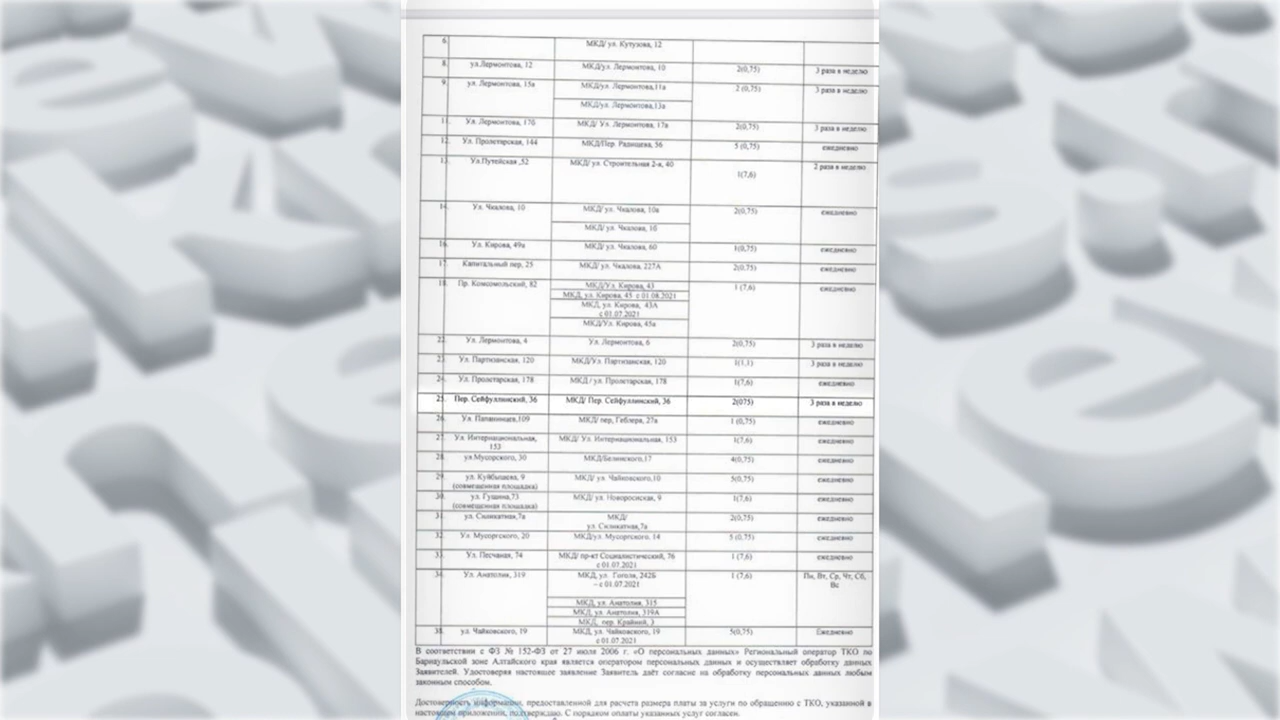 6. МКД/ ул. Кутузова, 12
8. ул.Лермонтова, 12 МКД/ул. Лермонтова, 10 2(0,75) 3 раза в неделю
9. ул. Лермонтова, 15а МКД/ул. Лермонтова,11а 2 (0,75) 3 раза в неделю
МКД/ул. Лермонтова,13а
11 Ул. Лермонтова, 17б МКД/ Ул. Лермонтова, 17а 2(0,75) 3 раза в неделю
12. Ул. Пролетарская, 144 МКД/Пер. Радищева, 56 5 (0,75) ежедневно
13. Ул.Путейская ,52 МКД/ ул. Строительная 2-я, 40 1(7,6) 2 раза в неделю
14. Ул. Чкалова, 10 МКД/ ул. Чкалова, 10а 2(0,75) ежедневно
МКД/ ул. Чкалова, 16
16. Ул. Кирова, 49а МКД/ ул. Чкалова, 60 1(0,75) ежедневно
17. Капитальный пер, 25 МКД/ ул. Чкалова, 227А 2(0,75) ежедневно
18. Пр. Комсомольский, 82 МКД/Ул. Кирова, 43 1 (7,6) ежедневно
МКД, ул. Кирова, 45 с 01.08.2021
МКД, ул. Кирова, 43А
с 01.07.2021
МКД/Ул. Кирова, 45а
22 Ул. Лермонтова, 4 Ул. Лермонтова, 6 2(0,75) 3 раза в неделю
23. Ул. Партизанская, 120 МКД/Ул. Партизанская, 120 1(1,1) 3 раза в неделю
24. Ул. Пролетарская, 178 МКД / ул. Пролетарская, 178 1(7,6) ежедневно
25. Пер. Сейфуллинский, 36 МКД/ Пер. Сейфуллинский, 36 2(075) 3 раза в неделю
26. Ул. Папанинцев,109 МКД/ пер, Геблера, 27а 1 (0,75) ежедневно
27. Ул. Интернациональная, МКД/ Ул. Интернациональная, 153 1(7,6) ежедневно
153
28. ул.Мусорского, 30 МКД/Белинского,17 4(0,75) ежедневно
29. ул. Куйбышева, 9 МКД/ ул. Чайковского,10 5(0,75) ежедневно
(совмещенная площадка)
30. ул. Гущина,73 МКД/ ул. Новоросиская, 9 1(7,6) ежедневно
(совмещенная площадка)
31. ул. Силикатная,7а МКД/ 2(0,75) ежедневно
ул. Силикатная,7а
32. Ул. Мусоргского, 20 МКД/ул. Мусоргского, 14 5 (0,75) ежедневно
33. Ул. Песчаная, 74 МКД/ пр-кт Социалистический, 76 1 (7,6) ежедневно
с 01.07.2021
34. Ул. Анатолия, 319 МКД, ул. Гоголя, 242Б 1 (7,6) Пн, Вт, Ср, Чт, Сб,
– с 01.07.2021 Вс
МКД, ул. Анатолия, 315
МКД, ул. Анатолия, 319А
МКД, пер. Крайний, 3
38. ул. Чайковского, 19 МКД, ул. Чайковского, 19 5(0,75) Ежедневно
с 01.07.2021
В соответствии с ФЗ № 152-ФЗ от 27 июля 2006 г. «О персональных данных» Региональный оператор ТКО по
Барнаульской зоне Алтайского края является оператором персональных данных и осуществляет обработку данных
Заявителей. Удостоверяя настоящее заявление Заявитель даёт согласие на обработку персональных данных любым
законным способом.
Достоверность информации, предоставленной для расчета размера платы за услуги по обращению с ТКО, указанной в
настоящем приложении, подтверждаю. С порядком оплаты указанных услуг согласен.